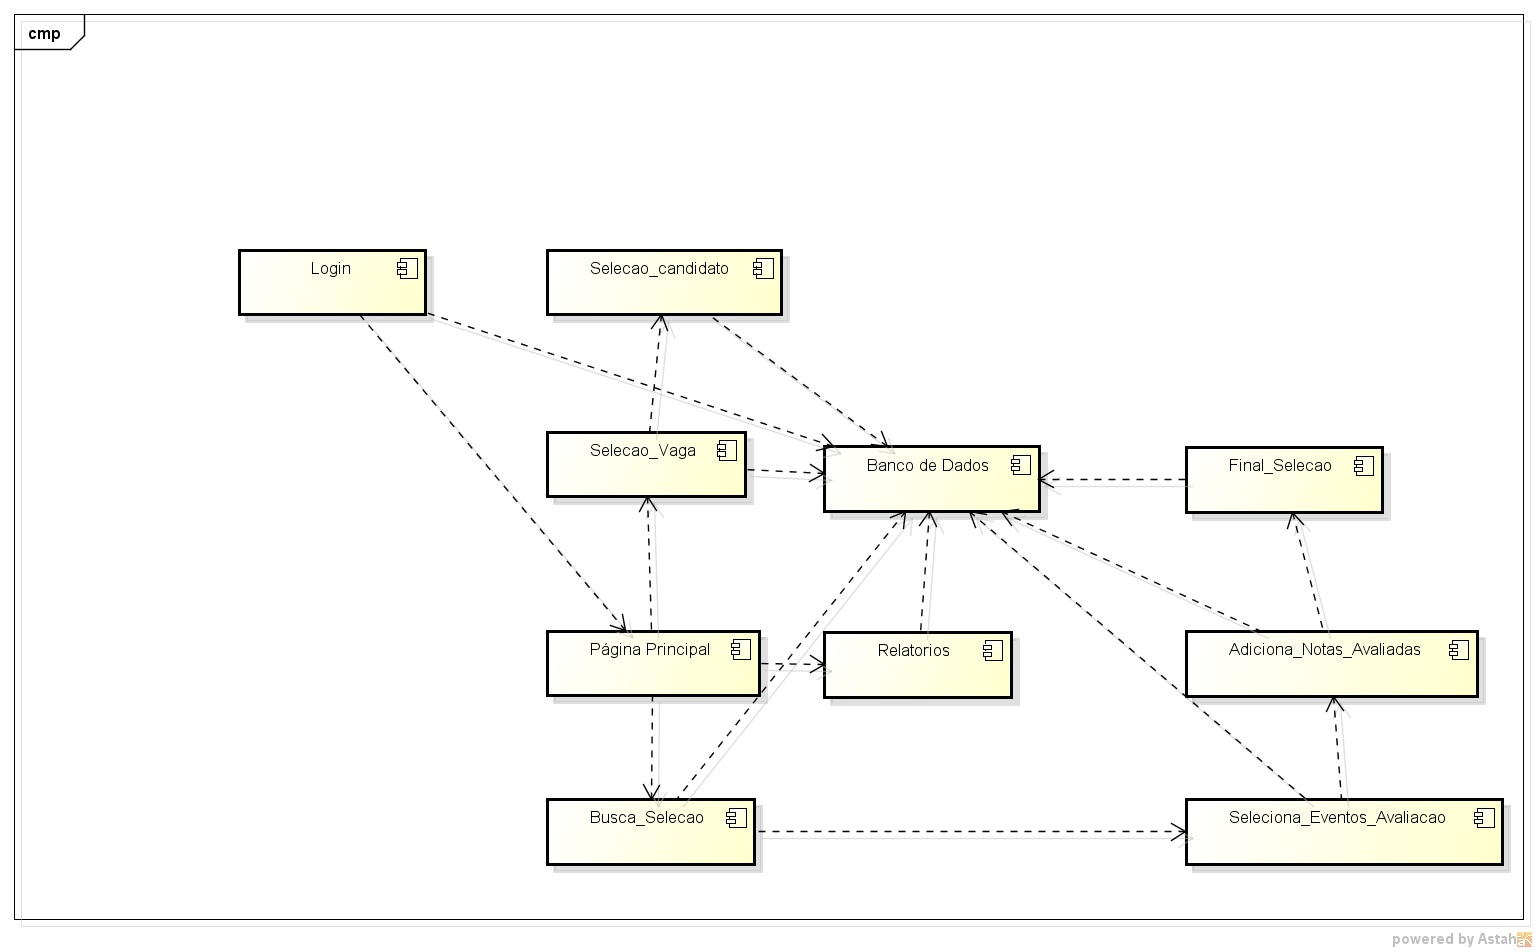 cmp
Login
Selecao_candidato
Selecao_Vaga
Banco de Dados
Final_Selecao
Página Principal
Relatorios
Adiciona_Notas_Avaliadas
Busca_Selecao
Seleciona_Eventos_Avaliacao
powered by Astah